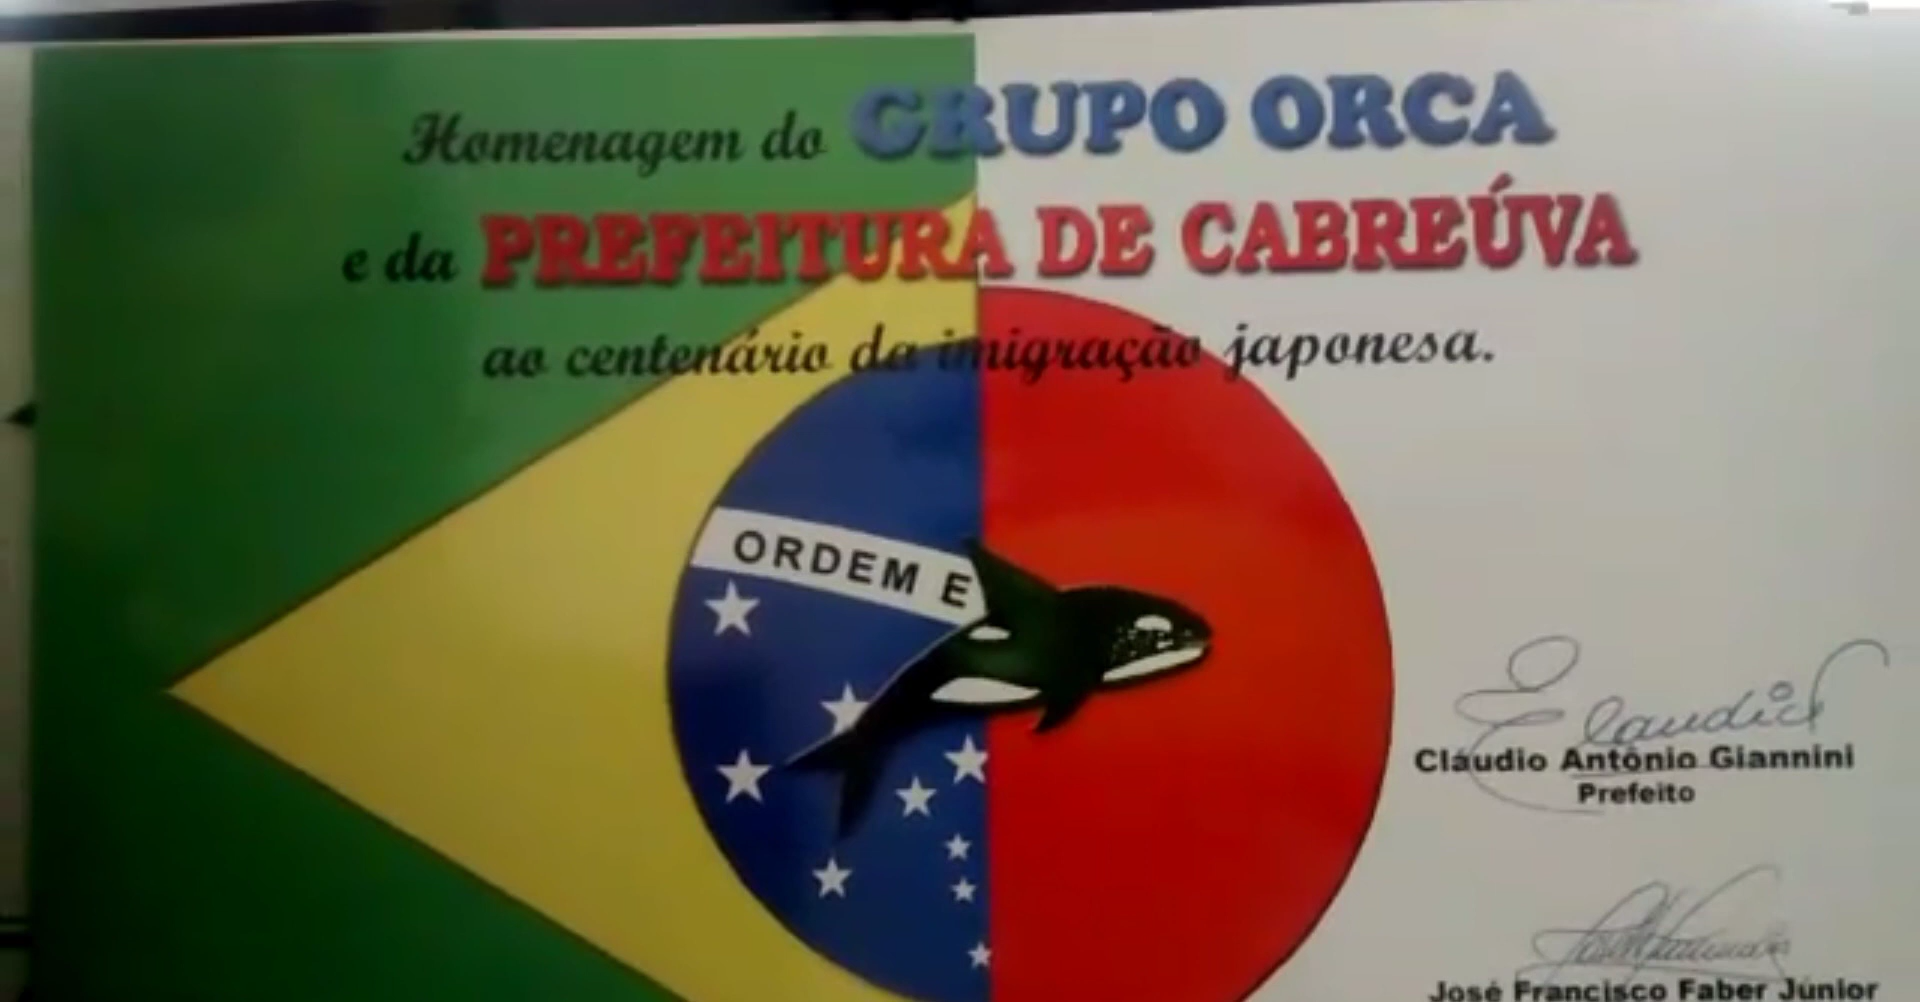 Homenagem do GRUPO ORCA
e da PREFEITURA DE CABREÚVA
ao centenário da imigração japonesa.
ORDEM E
Claudio
Cláudio Antônio Giannini
Prefeito
José Francisco Faber Júnior